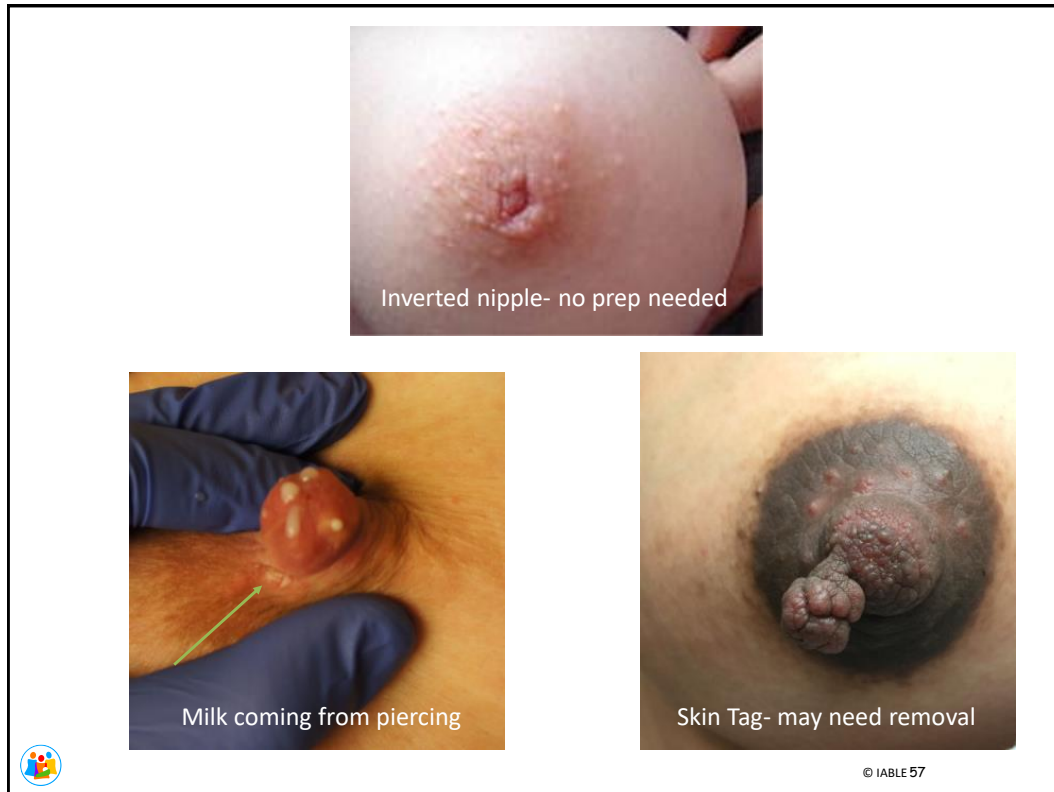 Inverted nipple- no prep needed
Milk coming from piercing
Skin Tag- may need removal
© IABLE 57